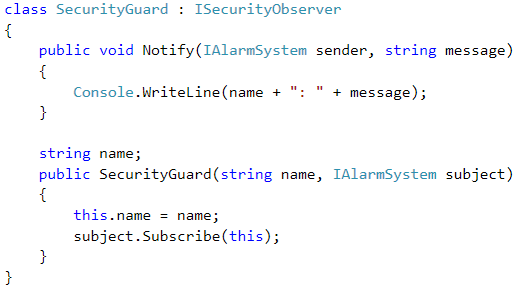 class SecurityGuard : ISecurityObserver
{
    public void Notify(IAlarmSystem sender, string message)
    {
        Console.WriteLine(name + ": " + message);
    }

    string name;
    public SecurityGuard(string name, IAlarmSystem subject)
    {
        this.name = name;
        subject.Subscribe(this);
    }
}